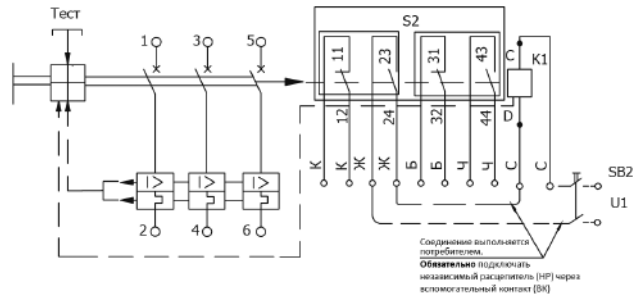 Тест
S2
1 3 5
11 23 31 43
C K1
D
12 24 32 44
К К Ж Ж Б Б Ч Ч С С
SB2
U1
I> I> I>
2 4 6
Соединение выполняется
потребителем.
Обязательно подключать
независимый расцепитель (НР) через
вспомогательный контакт (ВК)